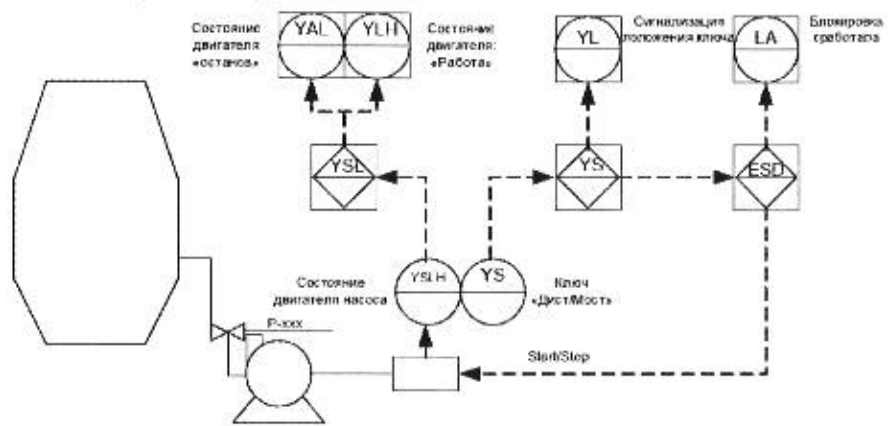 Состояние
двигателя
«останов»
YAL
YLH
Состояние
двигателя:
«Работа»
YL
Сигнализация
положения ключа
LA
Блокировка
сработала
YSL
YS
ESD
Состояние
двигателя насоса
YSLH
YS
Ключ
«Дист/Мост»
P-xxx
Start/Stop